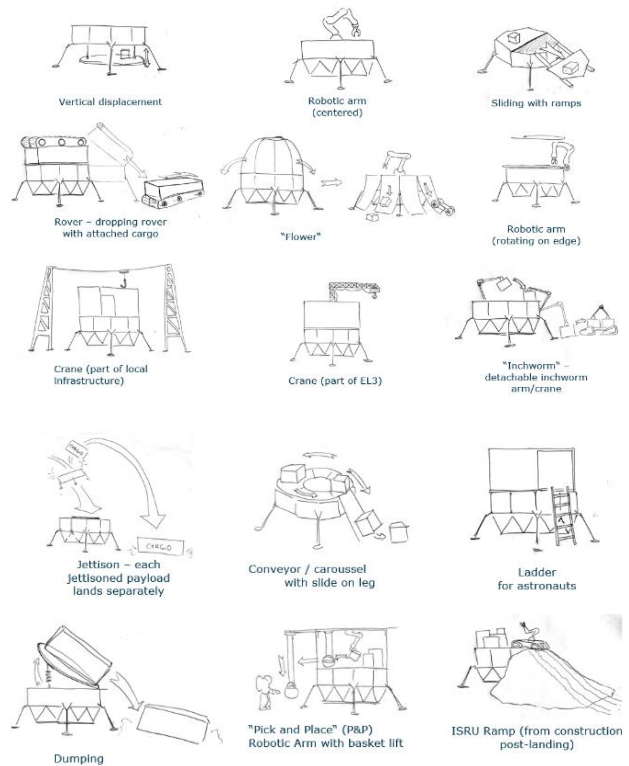 Vertical displacement
Robotic arm
(centered)
Sliding with ramps
Rover – dropping rover
with attached cargo
"Flower"
Robotic arm
(rotating on edge)
Crane (part of local
Infrastructure)
Crane (part of EL3)
"Inchworm" –
detachable inchworm
arm/crane
CARGO
CARGO
Jettison – each
jettisoned payload
lands separately
Conveyor / caroussel
with slide on leg
Ladder
for astronauts
Dumping
"Pick and Place" (P&P)
Robotic Arm with basket lift
ISRU Ramp (from construction
post-landing)